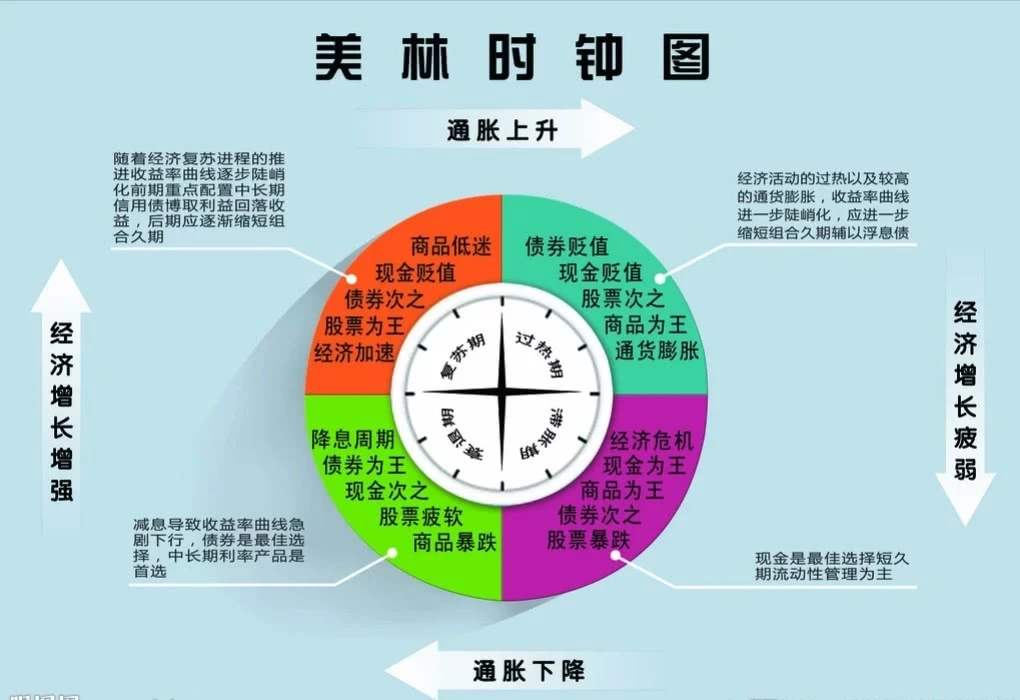 美林时钟图
通胀上升
随着经济复苏进程的推
进收益率曲线逐步陡峭
化前期重点配置中长期
信用债博取利益回落收
益，后期应逐渐缩短组
合久期
经济活动的过热以及较高
的通货膨胀，收益率曲线
进一步陡峭化，应进一步
缩短组合久期辅以浮息债
经济增长增强
商品低迷
现金贬值
债券次之
股票为王
经济加速
债券贬值
现金贬值
股票次之
商品为王
通货膨胀
复苏期
过热期
衰退期
滞胀期
经济增长疲弱
降息周期
债券为王
现金次之
股票疲软
商品暴跌
经济危机
现金为王
商品为王
债券次之
股票暴跌
减息导致收益率曲线急
剧下行，债券是最佳选
择，中长期利率产品是
首选
现金是最佳选择短久
期流动性管理为主
通胀下降